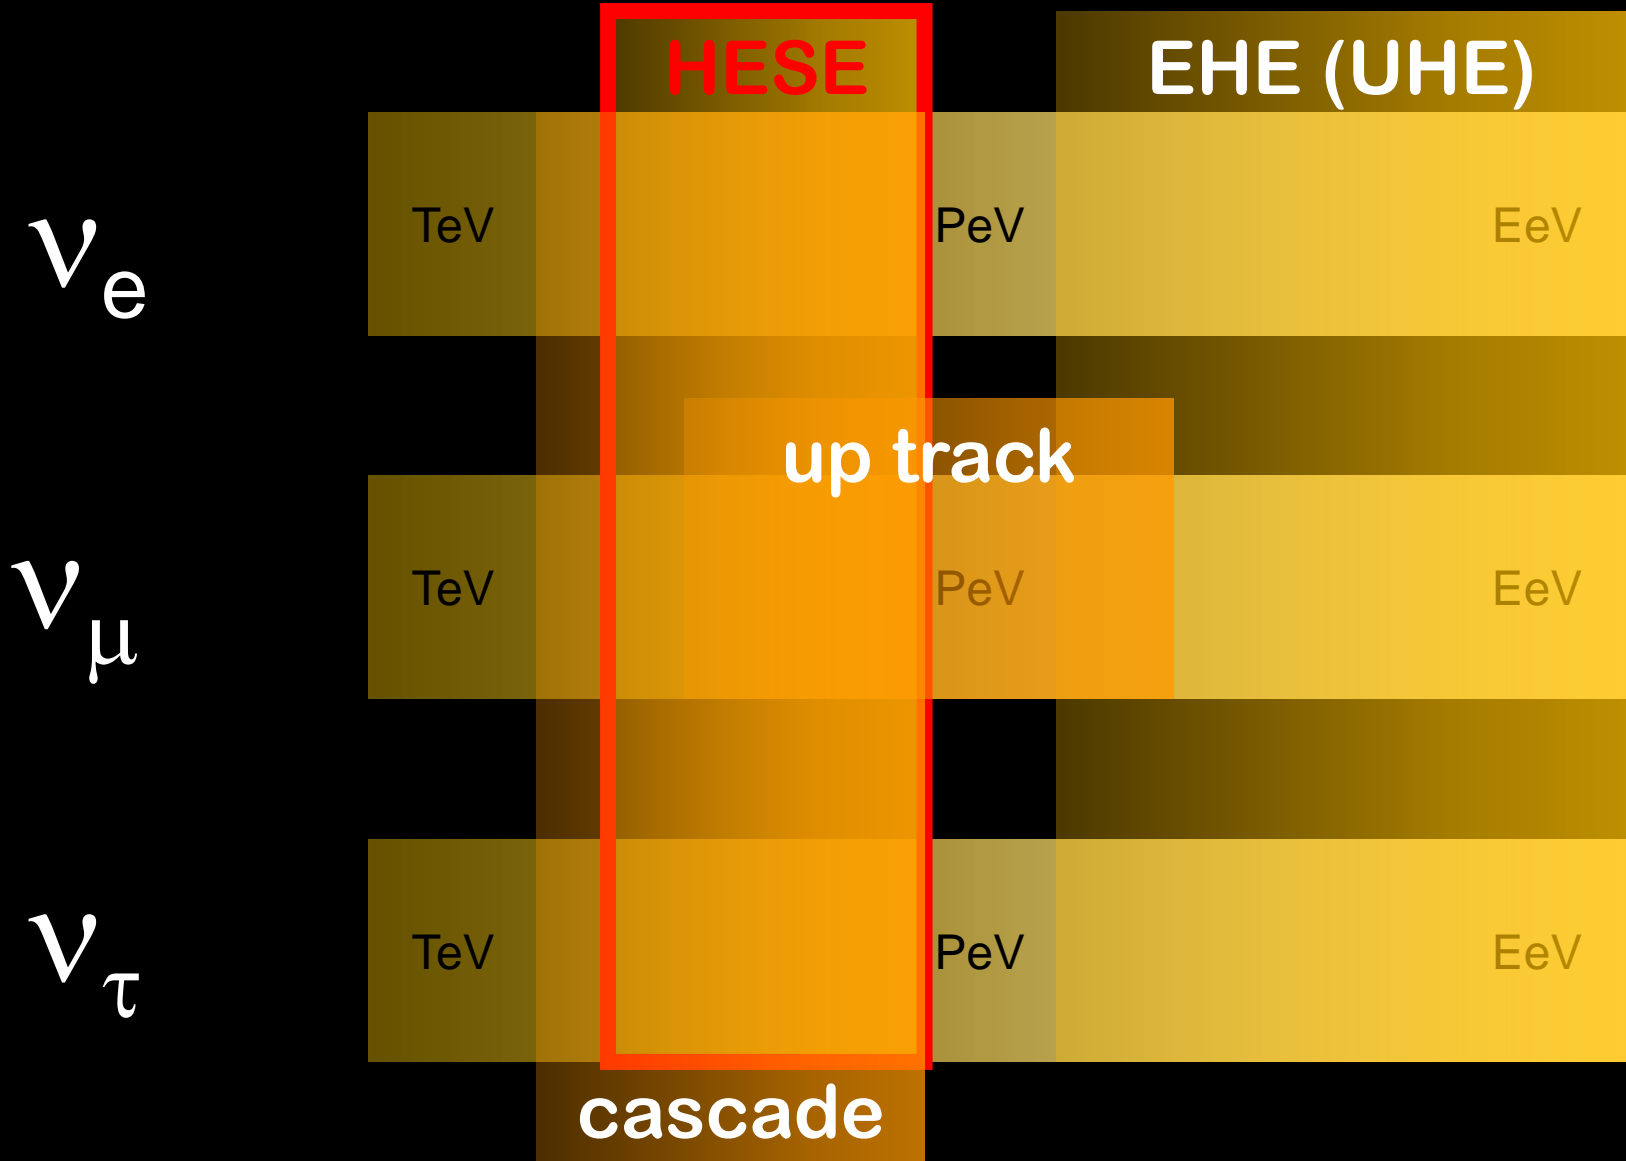 HESE EHE (UHE)
νe TeV PeV EeV
up track
νμ TeV PeV EeV
ντ TeV PeV EeV
cascade